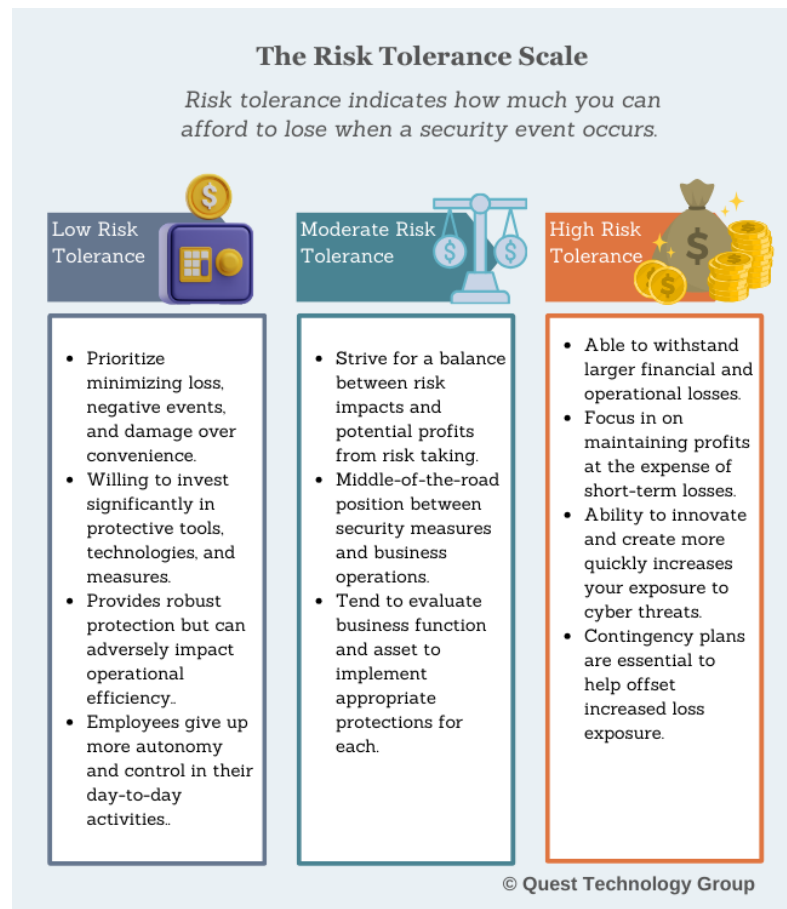 The Risk Tolerance Scale
Risk tolerance indicates how much you can
afford to lose when a security event occurs.
Low Risk
Tolerance
• Prioritize
minimizing loss,
negative events,
and damage over
convenience.
• Willing to invest
significantly in
protective tools,
technologies, and
measures.
• Provides robust
protection but can
adversely impact
operational
efficiency..
• Employees give up
more autonomy
and control in their
day-to-day
activities..
Moderate Risk
Tolerance
• Strive for a balance
between risk
impacts and
potential profits
from risk taking.
• Middle-of-the-road
position between
security measures
and business
operations.
• Tend to evaluate
business function
and asset to
implement
appropriate
protections for
each.
High Risk
Tolerance
• Able to withstand
larger financial and
operational losses.
• Focus in on
maintaining profits
at the expense of
short-term losses.
• Ability to innovate
and create more
quickly increases
your exposure to
cyber threats.
• Contingency plans
are essential to
help offset
increased loss
exposure.
© Quest Technology Group